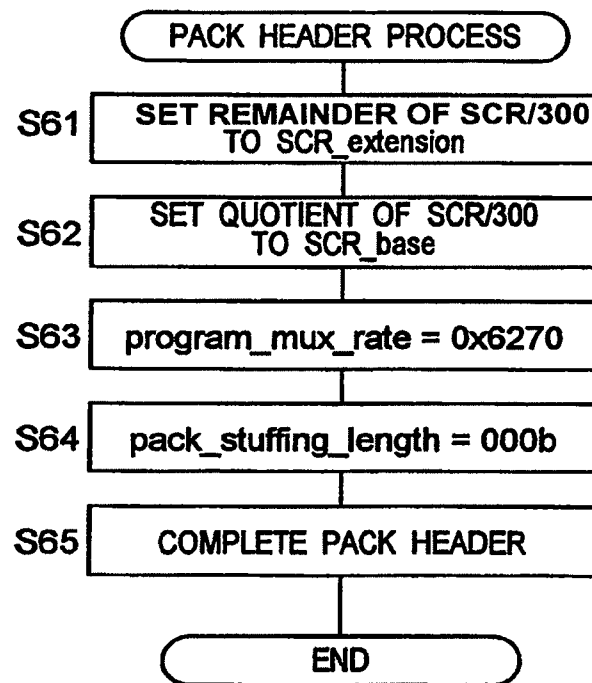 PACK HEADER PROCESS
S61
SET REMAINDER OF SCR/300
TO SCR_extension
S62
SET QUOTIENT OF SCR/300
TO SCR_base
S63
program_mux_rate = 0x6270
S64
pack_stuffing_length = 000b
S65
COMPLETE PACK HEADER
END